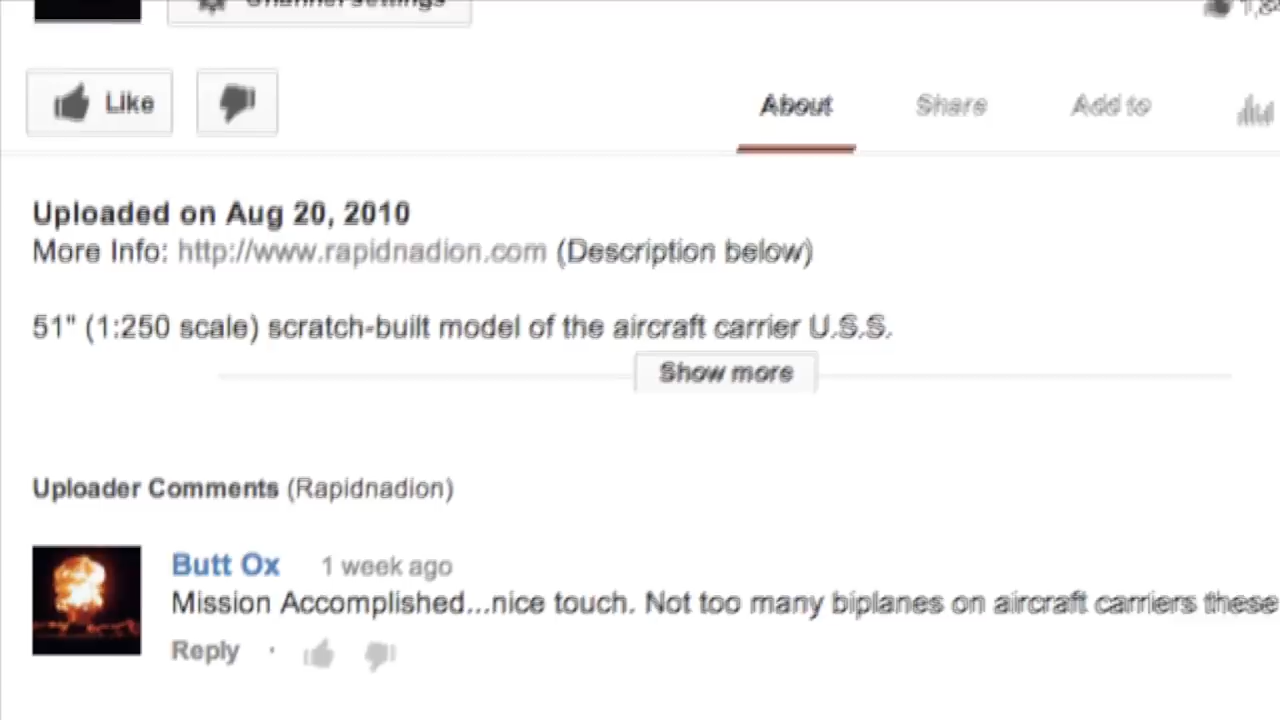 Channel settings
Like
About Share Add to
Uploaded on Aug 20, 2010
More Info: http://www.rapidnadion.com (Description below)
51" (1:250 scale) scratch-built model of the aircraft carrier U.S.S.
Show more
Uploader Comments (Rapidnadion)
Butt Ox 1 week ago
Mission Accomplished...nice touch. Not too many biplanes on aircraft carriers these
Reply ·